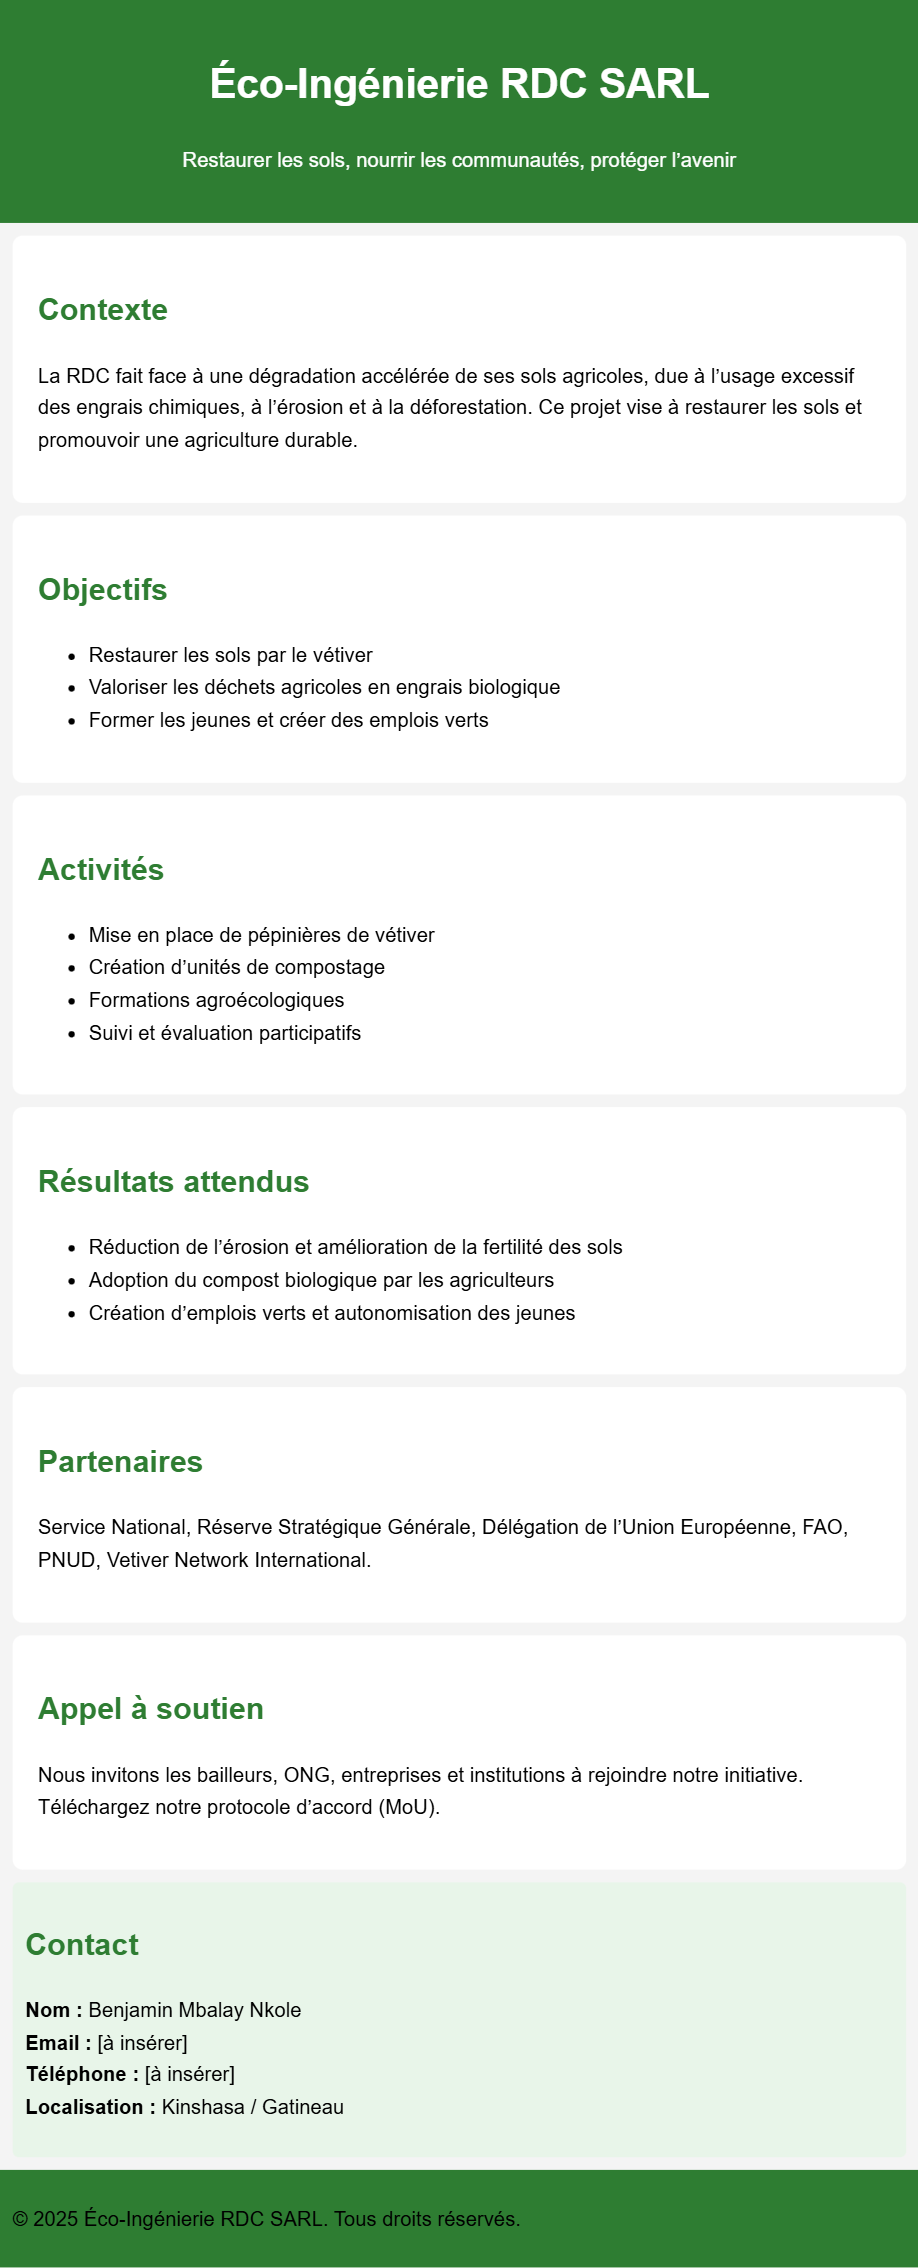 Éco-Ingénierie RDC SARL
Restaurer les sols, nourrir les communautés, protéger l’avenir
Contexte
La RDC fait face à une dégradation accélérée de ses sols agricoles, due à l’usage excessif
des engrais chimiques, à l’érosion et à la déforestation. Ce projet vise à restaurer les sols et
promouvoir une agriculture durable.
Objectifs
• Restaurer les sols par le vétiver
• Valoriser les déchets agricoles en engrais biologique
• Former les jeunes et créer des emplois verts
Activités
• Mise en place de pépinières de vétiver
• Création d’unités de compostage
• Formations agroécologiques
• Suivi et évaluation participatifs
Résultats attendus
• Réduction de l’érosion et amélioration de la fertilité des sols
• Adoption du compost biologique par les agriculteurs
• Création d’emplois verts et autonomisation des jeunes
Partenaires
Service National, Réserve Stratégique Générale, Délégation de l’Union Européenne, FAO,
PNUD, Vetiver Network International.
Appel à soutien
Nous invitons les bailleurs, ONG, entreprises et institutions à rejoindre notre initiative.
Téléchargez notre protocole d’accord (MoU).
Contact
Nom : Benjamin Mbalay Nkole
Email : [à insérer]
Téléphone : [à insérer]
Localisation : Kinshasa / Gatineau
© 2025 Éco-Ingénierie RDC SARL. Tous droits réservés.